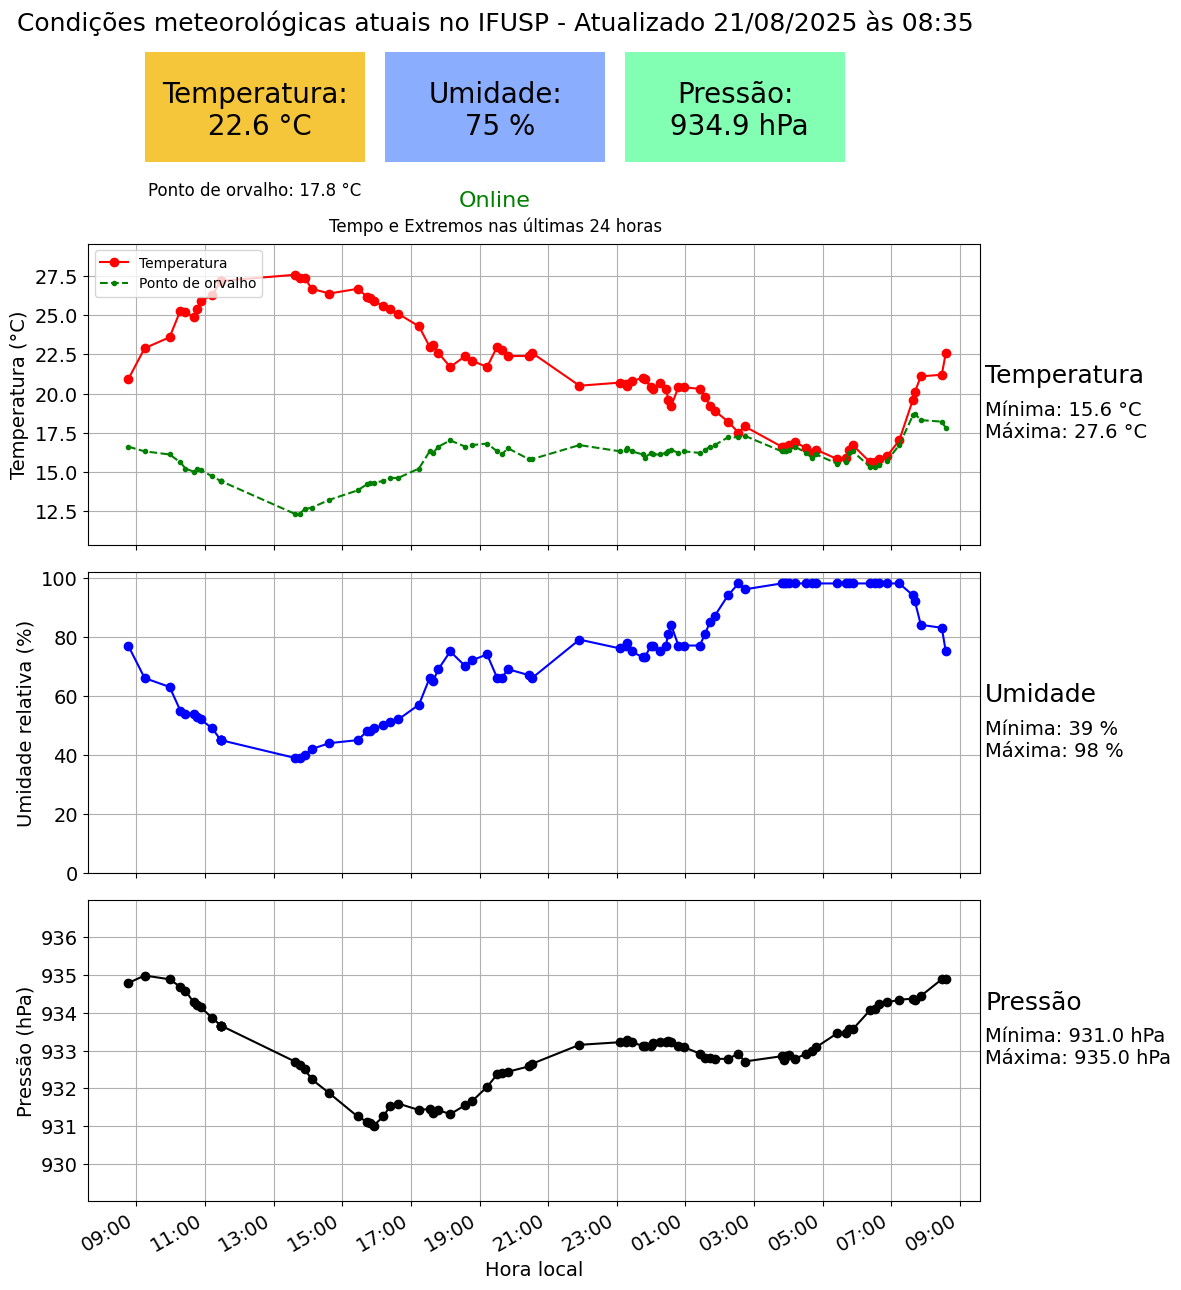 Condições meteorológicas atuais no IFUSP - Atualizado 21/08/2025 às 08:35
Temperatura:
22.6 °C
Umidade:
75 %
Pressão:
934.9 hPa
Ponto de orvalho: 17.8 °C
Online
Tempo e Extremos nas últimas 24 horas
Temperatura
Ponto de orvalho
Temperatura (°C)
27.5
25.0
22.5
20.0
17.5
15.0
12.5
Temperatura
Mínima: 15.6 °C
Máxima: 27.6 °C
Umidade relativa (%)
100
80
60
40
20
0
Umidade
Mínima: 39 %
Máxima: 98 %
Pressão (hPa)
936
935
934
933
932
931
930
Pressão
Mínima: 931.0 hPa
Máxima: 935.0 hPa
09:00 11:00 13:00 15:00 17:00 19:00 21:00 23:00 01:00 03:00 05:00 07:00 09:00
Hora local